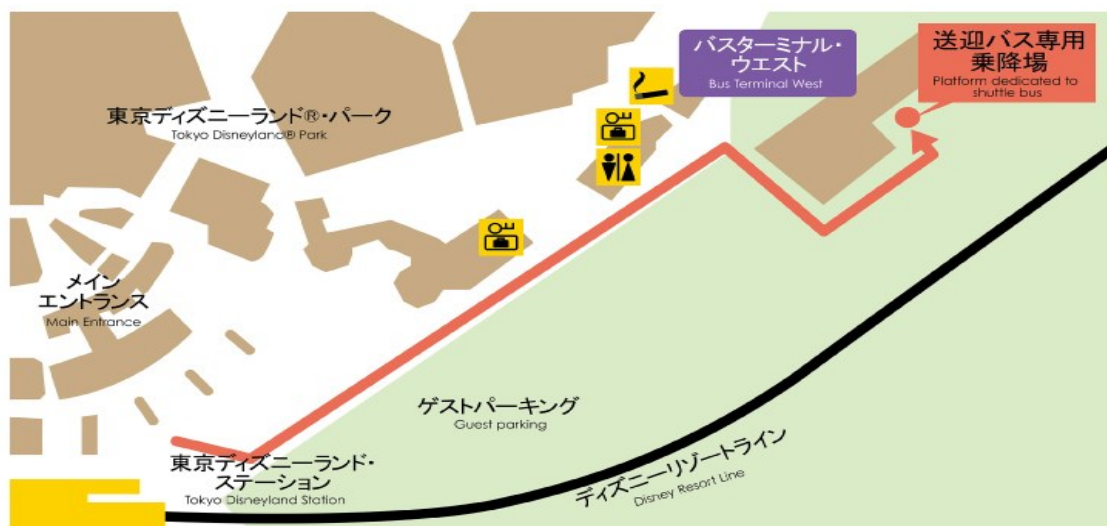 バスターミナル・
ウエスト
Bus Terminal West
送迎バス専用
乗降場
Platform dedicated to
shuttle bus
東京ディズニーランド®・パーク
Tokyo Disneyland® Park
メイン
エントランス
Main Entrance
ゲストパーキング
Guest parking
東京ディズニーランド・
ステーション
Tokyo Disneyland Station
ディズニーリゾートライン
Disney Resort Line